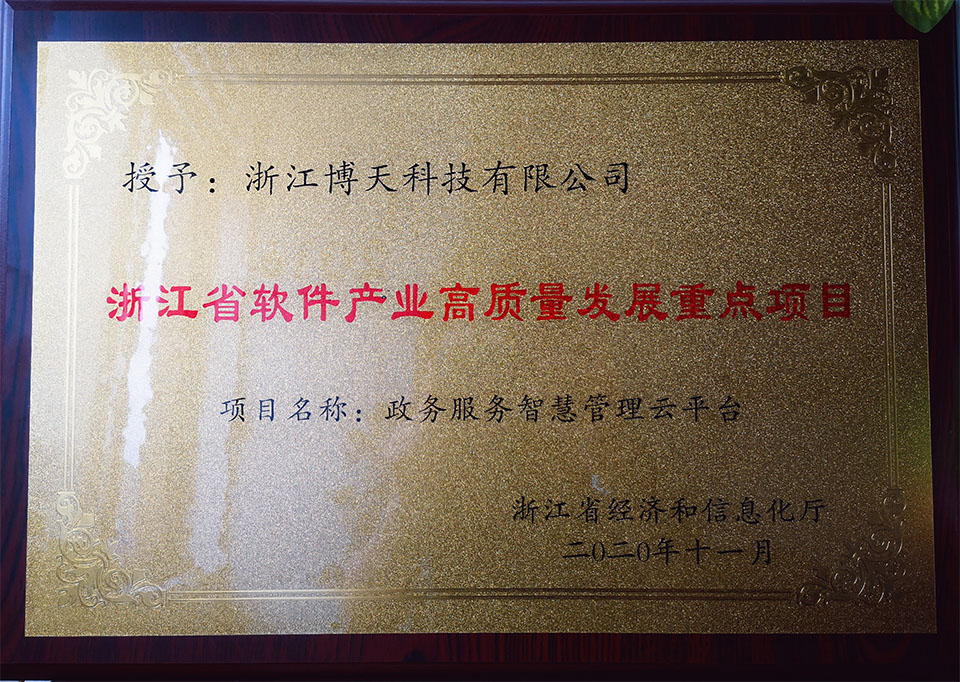 授予：浙江博天科技有限公司
浙江省软件产业高质量发展重点项目
项目名称：政务服务智慧管理云平台
浙江省经济和信息化厅
二〇二〇年十一月